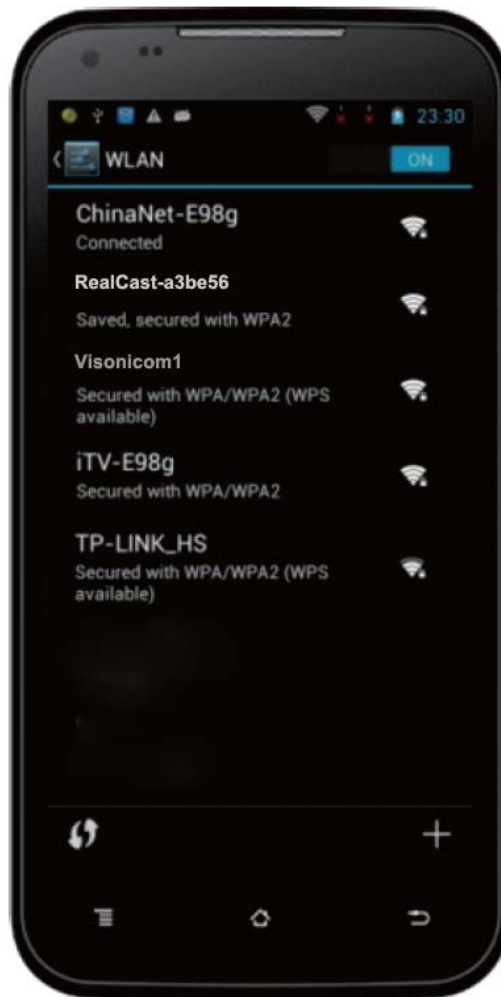 23:30
WLAN
ON
ChinaNet-E98g
Connected
RealCast-a3be56
Saved, secured with WPA2
Visonicom1
Secured with WPA/WPA2 (WPS
available)
iTV-E98g
Secured with WPA/WPA2
TP-LINK_HS
Secured with WPA/WPA2 (WPS
available)